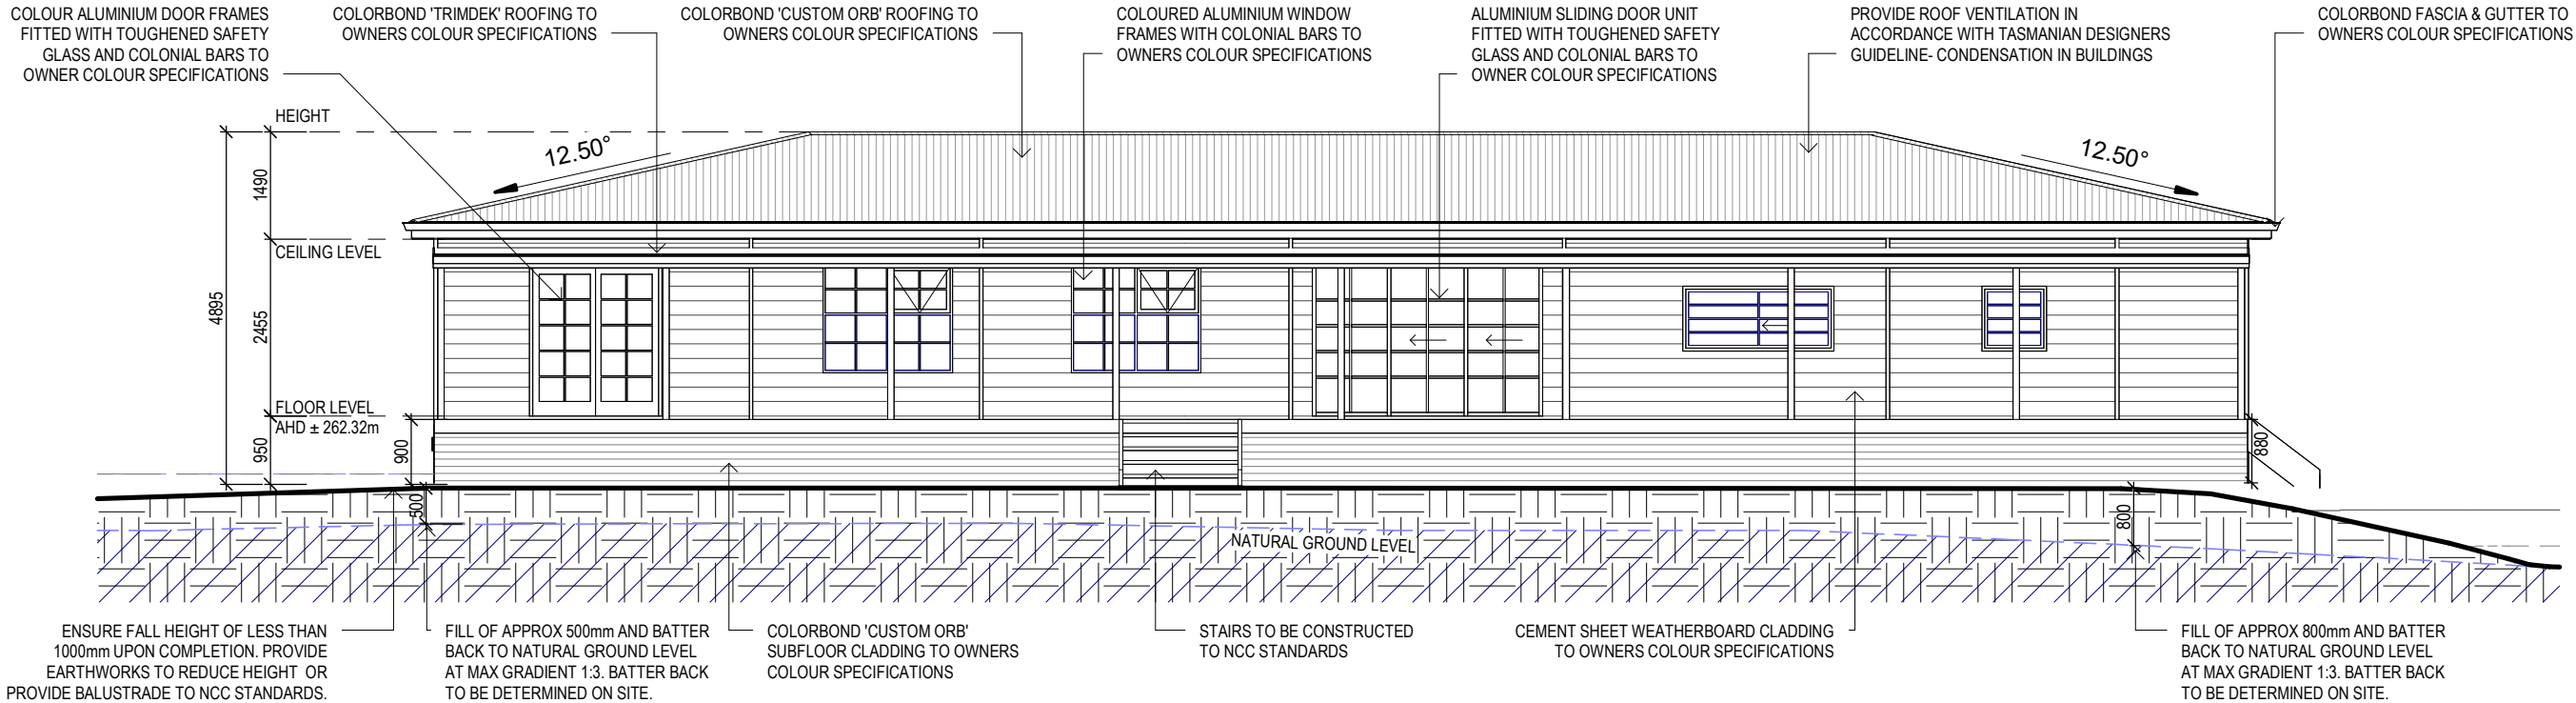 COLOUR ALUMINIUM DOOR FRAMES
FITTED WITH TOUGHENED SAFETY
GLASS AND COLONIAL BARS TO
OWNER COLOUR SPECIFICATIONS
COLORBOND 'TRIMDEK' ROOFING TO
OWNERS COLOUR SPECIFICATIONS
COLORBOND 'CUSTOM ORB' ROOFING TO
OWNERS COLOUR SPECIFICATIONS
COLOURED ALUMINIUM WINDOW
FRAMES WITH COLONIAL BARS TO
OWNERS COLOUR SPECIFICATIONS
ALUMINIUM SLIDING DOOR UNIT
FITTED WITH TOUGHENED SAFETY
GLASS AND COLONIAL BARS TO
OWNER COLOUR SPECIFICATIONS
PROVIDE ROOF VENTILATION IN
ACCORDANCE WITH TASMANIAN DESIGNERS
GUIDELINE- CONDENSATION IN BUILDINGS
COLORBOND FASCIA & GUTTER TO
OWNERS COLOUR SPECIFICATIONS
HEIGHT
12.50°
12.50°
1490
CEILING LEVEL
4895
2455
FLOOR LEVEL
AHD ± 262.32m
950
900
880
500
800
NATURAL GROUND LEVEL
ENSURE FALL HEIGHT OF LESS THAN
1000mm UPON COMPLETION. PROVIDE
EARTHWORKS TO REDUCE HEIGHT OR
PROVIDE BALUSTRADE TO NCC STANDARDS.
FILL OF APPROX 500mm AND BATTER
BACK TO NATURAL GROUND LEVEL
AT MAX GRADIENT 1:3. BATTER BACK
TO BE DETERMINED ON SITE.
COLORBOND 'CUSTOM ORB'
SUBFLOOR CLADDING TO OWNERS
COLOUR SPECIFICATIONS
STAIRS TO BE CONSTRUCTED
TO NCC STANDARDS
CEMENT SHEET WEATHERBOARD CLADDING
TO OWNERS COLOUR SPECIFICATIONS
FILL OF APPROX 800mm AND BATTER
BACK TO NATURAL GROUND LEVEL
AT MAX GRADIENT 1:3. BATTER BACK
TO BE DETERMINED ON SITE.